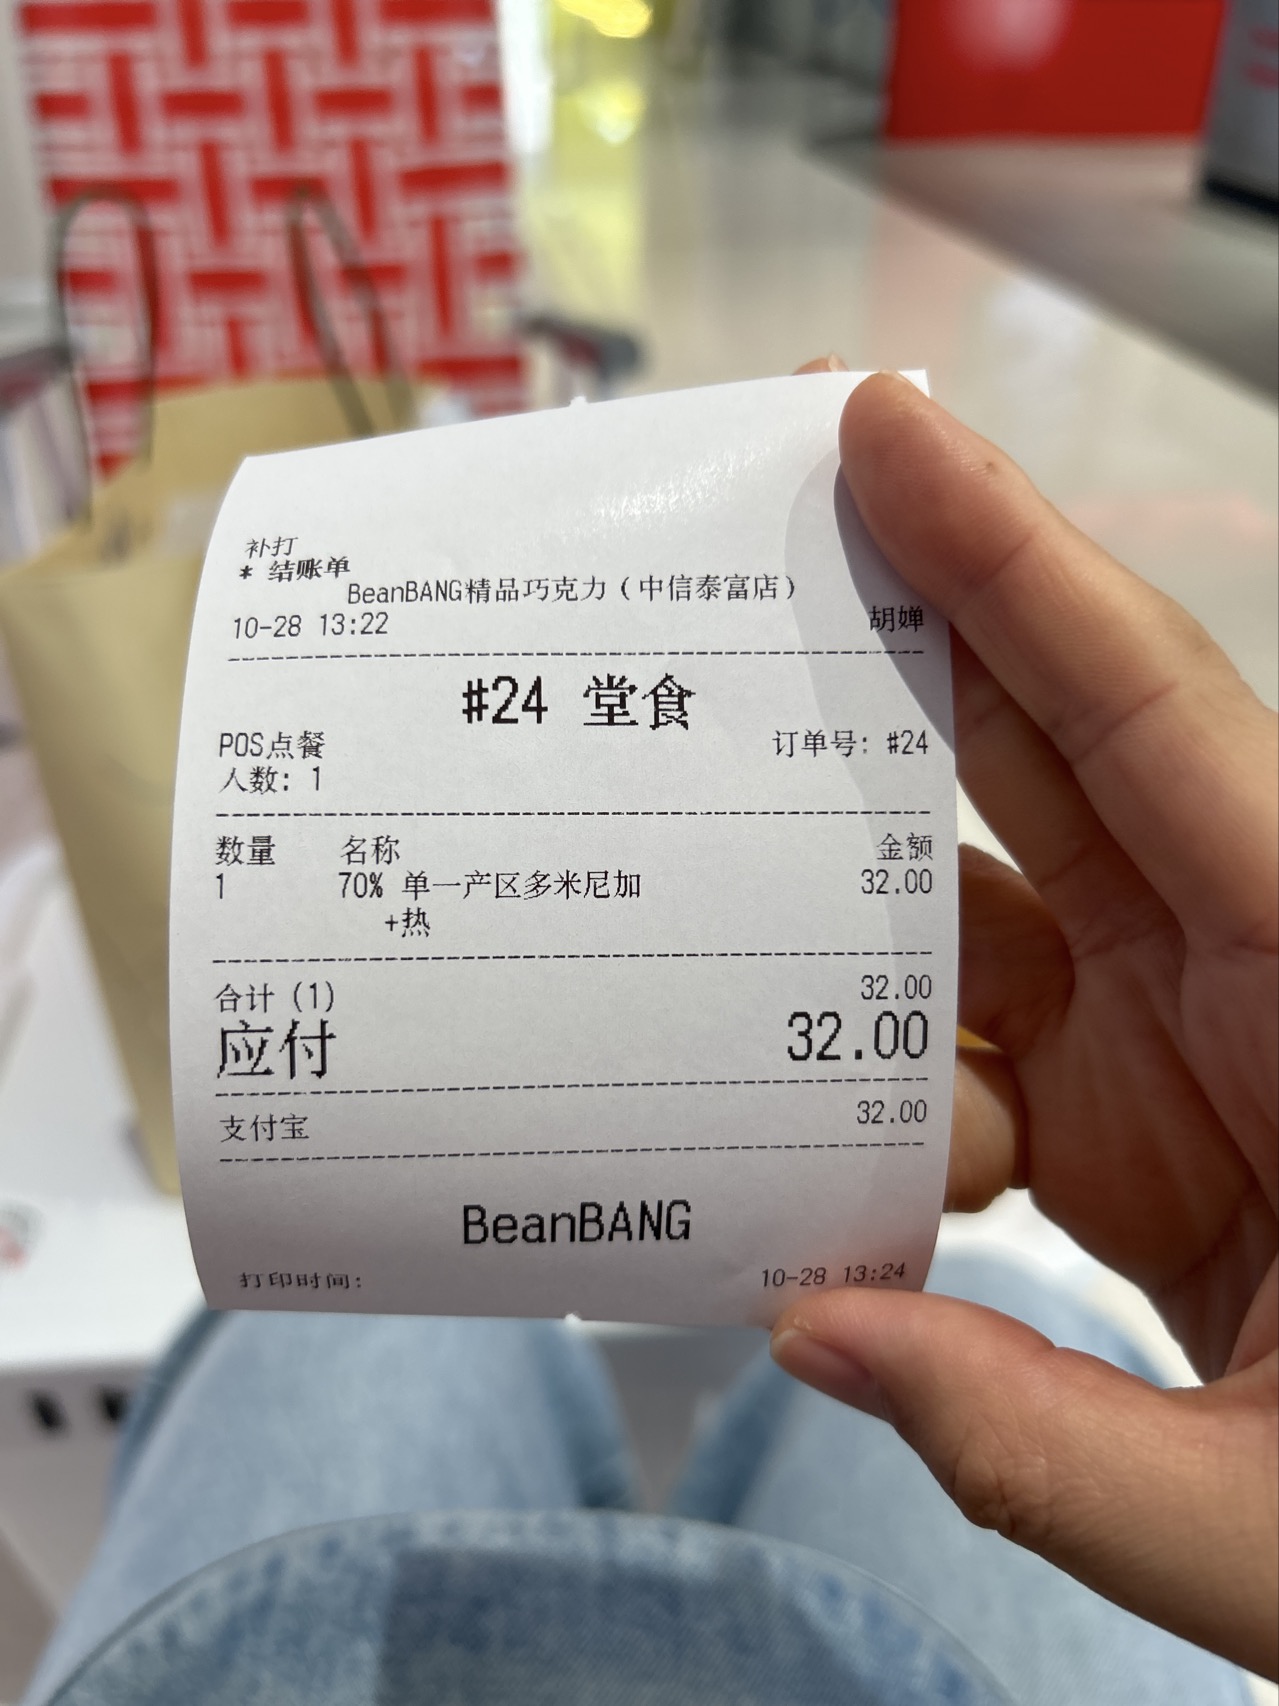 补打
* 结账单
BeanBANG精品巧克力（中信泰富店）
10-28 13:22 胡婵
#24 堂食
POS点餐 订单号: #24
人数: 1
数量 名称 金额
1 70% 单一产区多米尼加 32.00
+热
合计 (1) 32.00
应付 32.00
支付宝 32.00
BeanBANG
打印时间: 10-28 13:24